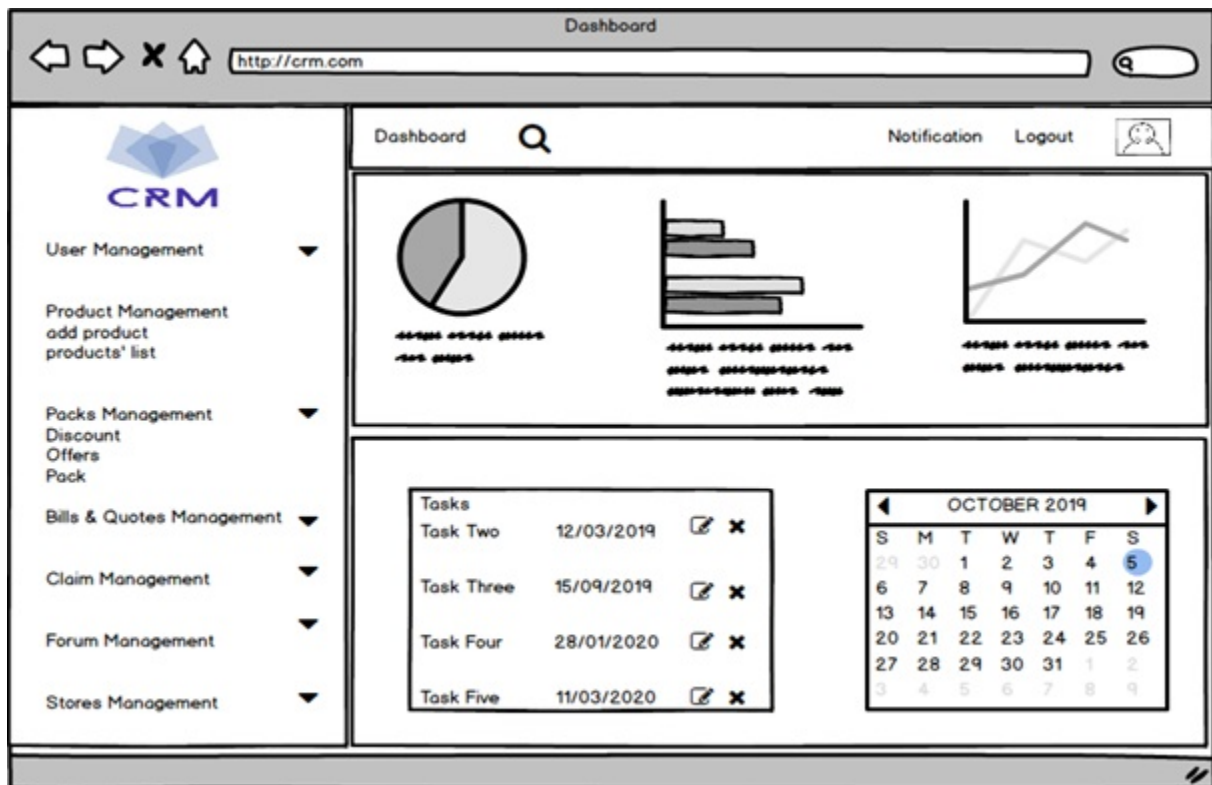 Dashboard
http://crm.com
CRM
User Management
Product Management
add product
products' list
Packs Management
Discount
Offers
Pack
Bills & Quotes Management
Claim Management
Forum Management
Stores Management
Dashboard Notification Logout
Tasks
Task Two 12/03/2019
Task Three 15/09/2019
Task Four 28/01/2020
Task Five 11/03/2020
OCTOBER 2019
S M T W T F S
29 30 1 2 3 4 5
6 7 8 9 10 11 12
13 14 15 16 17 18 19
20 21 22 23 24 25 26
27 28 29 30 31 1 2
3 4 5 6 7 8 9